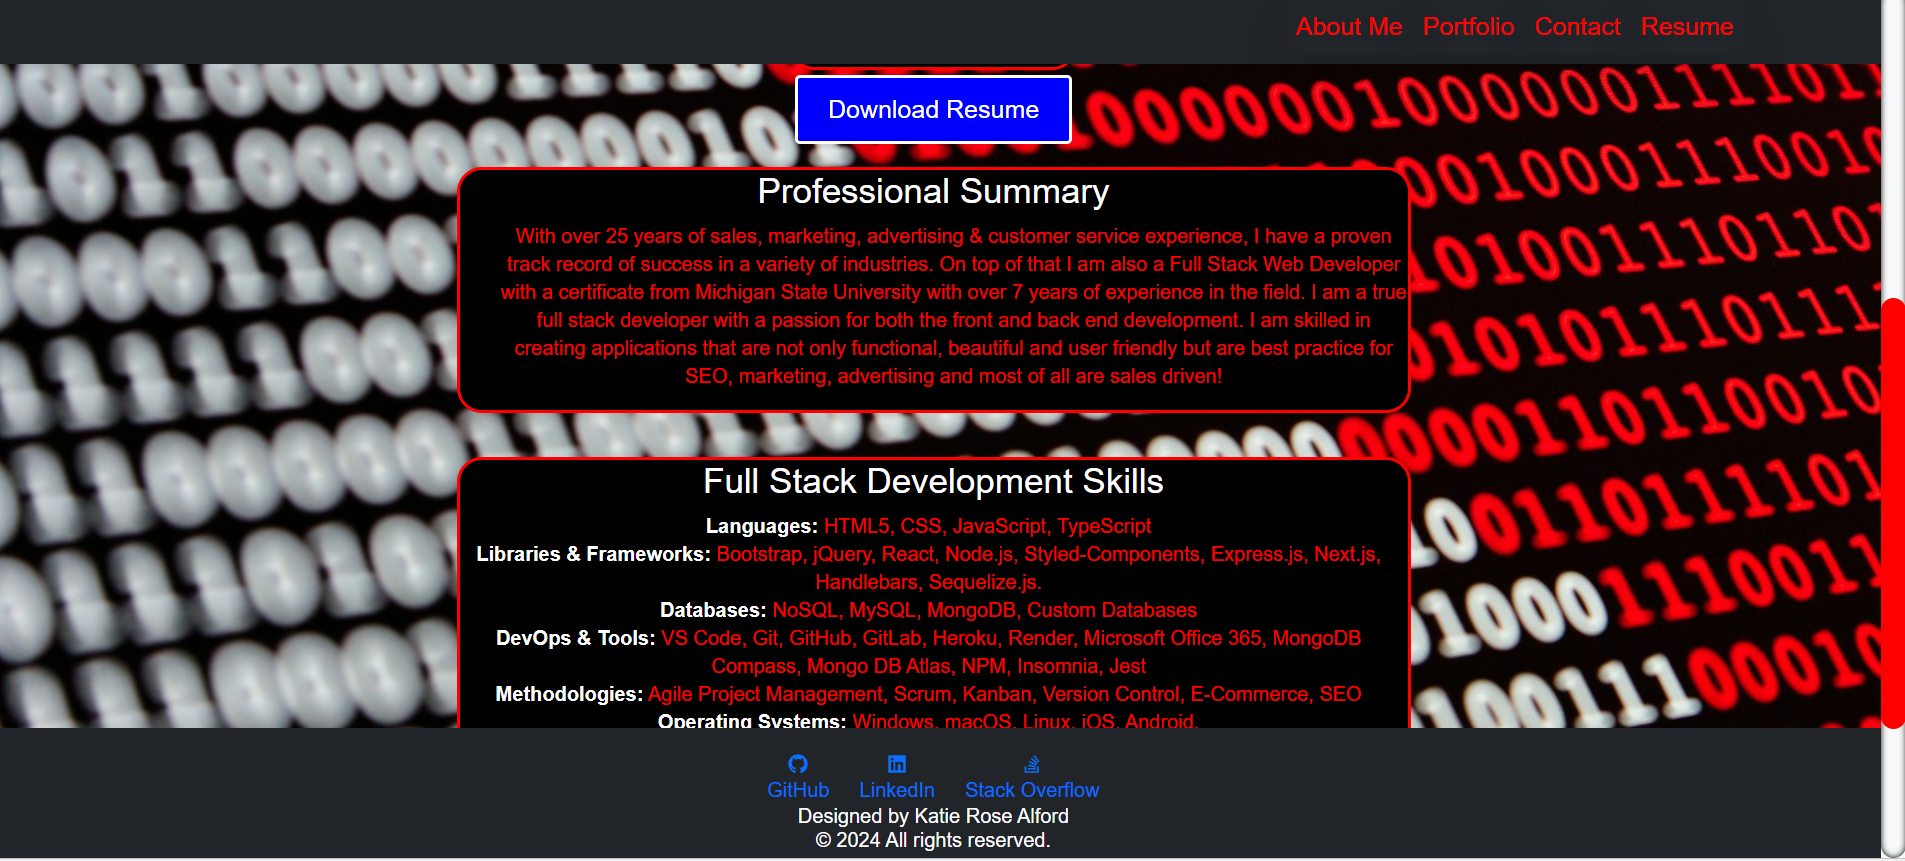 About Me Portfolio Contact Resume
Download Resume
Professional Summary
With over 25 years of sales, marketing, advertising & customer service experience, I have a proven
track record of success in a variety of industries. On top of that I am also a Full Stack Web Developer
with a certificate from Michigan State University with over 7 years of experience in the field. I am a true
full stack developer with a passion for both the front and back end development. I am skilled in
creating applications that are not only functional, beautiful and user friendly but are best practice for
SEO, marketing, advertising and most of all are sales driven!
Full Stack Development Skills
Languages: HTML5, CSS, JavaScript, TypeScript
Libraries & Frameworks: Bootstrap, jQuery, React, Node.js, Styled-Components, Express.js, Next.js,
Handlebars, Sequelize.js.
Databases: NoSQL, MySQL, MongoDB, Custom Databases
DevOps & Tools: VS Code, Git, GitHub, GitLab, Heroku, Render, Microsoft Office 365, MongoDB
Compass, Mongo DB Atlas, NPM, Insomnia, Jest
Methodologies: Agile Project Management, Scrum, Kanban, Version Control, E-Commerce, SEO
Operating Systems: Windows, macOS, Linux, iOS, Android.
GitHub LinkedIn Stack Overflow
Designed by Katie Rose Alford
© 2024 All rights reserved.